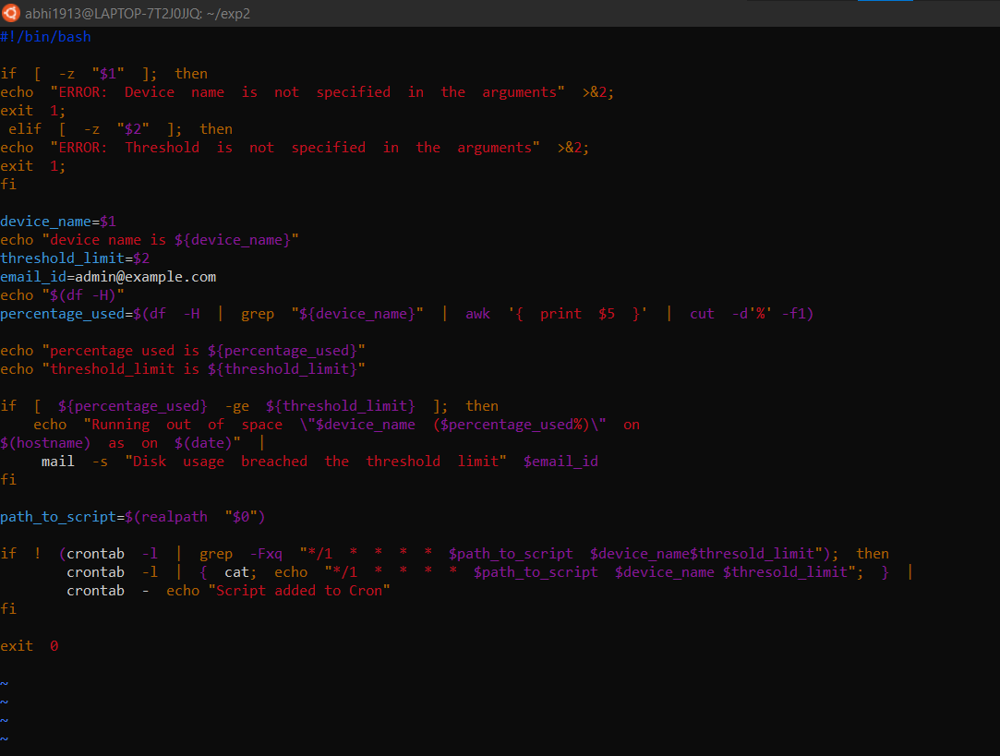 abhi1913@LAPTOP-7T2J0JJQ: ~/exp2
#!/bin/bash
if [ -z "$1" ]; then
echo "ERROR: Device name is not specified in the arguments" >&2;
exit 1;
elif [ -z "$2" ]; then
echo "ERROR: Threshold is not specified in the arguments" >&2;
exit 1;
fi
device_name=$1
echo "device name is ${device_name}"
threshold_limit=$2
email_id=admin@example.com
echo "$(df -H)"
percentage_used=$(df -H | grep "${device_name}" | awk '{ print $5 }' | cut -d'%' -f1)
echo "percentage used is ${percentage_used}"
echo "threshold_limit is ${threshold_limit}"
if [ ${percentage_used} -ge ${threshold_limit} ]; then
echo "Running out of space \"$device_name ($percentage_used%)\" on
$(hostname) as on $(date)" |
mail -s "Disk usage breached the threshold limit" $email_id
fi
path_to_script=$(realpath "$0")
if ! (crontab -l | grep -Fxq "*/1 * * * * $path_to_script $device_name$thresold_limit"); then
crontab -l | { cat; echo "*/1 * * * * $path_to_script $device_name $thresold_limit"; } |
crontab - echo "Script added to Cron"
fi
exit 0
~
~
~
~